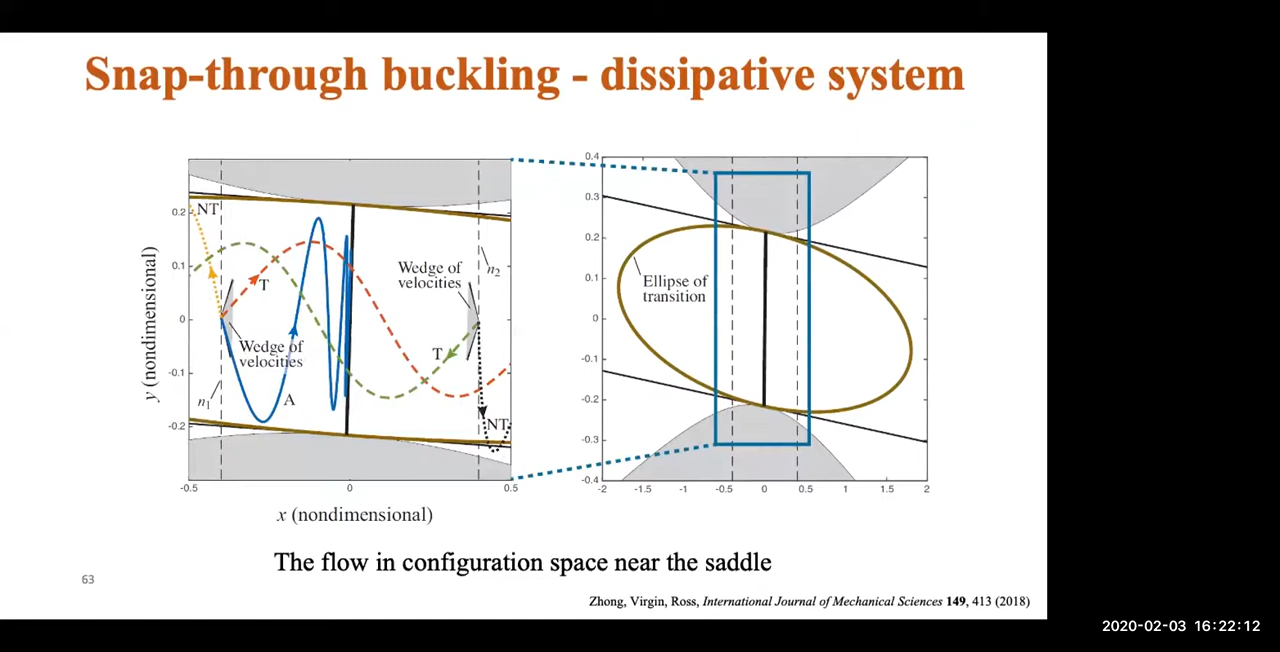 Snap-through buckling - dissipative system
0.2
0.1
0
-0.1
-0.2
-0.5
0
0.5
y (nondimensional)
x (nondimensional)
NT
T
Wedge of
velocities
n1
A
Wedge of
velocities
n2
T
NT
0.4
0.3
0.2
0.1
0
-0.1
-0.2
-0.3
-0.4
-2
-1.5
-1
-0.5
0
0.5
1
1.5
2
Ellipse of
transition
The flow in configuration space near the saddle
63
Zhong, Virgin, Ross, International Journal of Mechanical Sciences 149, 413 (2018)
2020-02-03 16:22:12